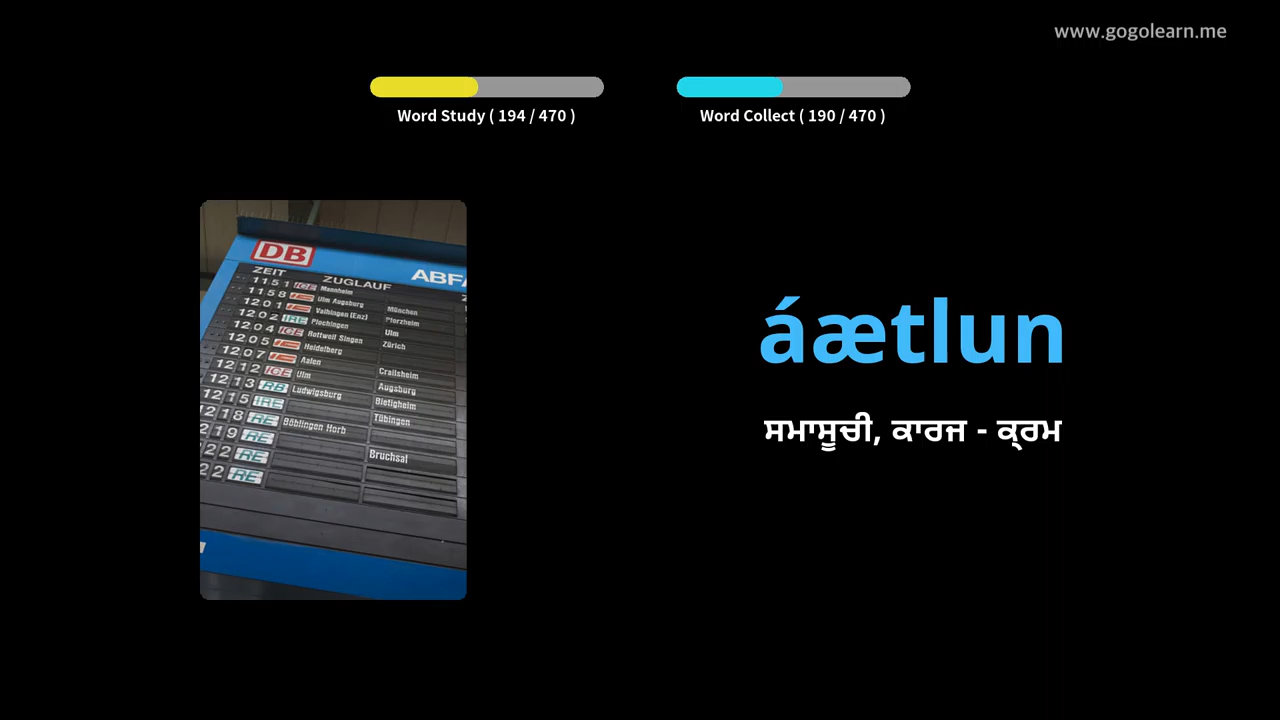 www.gogolearn.me
Word Study ( 194 / 470 )
Word Collect ( 190 / 470 )
DB
ZEIT ZUGLAUF ABFA
1151 ICE Mannheim
1158 Ulm Augsburg München
1201 Vaihingen (Enz) Pforzheim
1202 IRE Plochingen Ulm
1204 ICE Rottweil Singen Zürich
1205 Heidelberg
1207 Aalen Crailsheim
1212 ICE Ulm Augsburg
1213 RB Ludwigsburg Bietigheim
1215 IRE Tübingen
1218 RE Böblingen Horb
219 RE
22 RE Bruchsal
22 RE
áætlun
ਸਮਾਸੂਚੀ, ਕਾਰਜ - ਕ੍ਰਮ